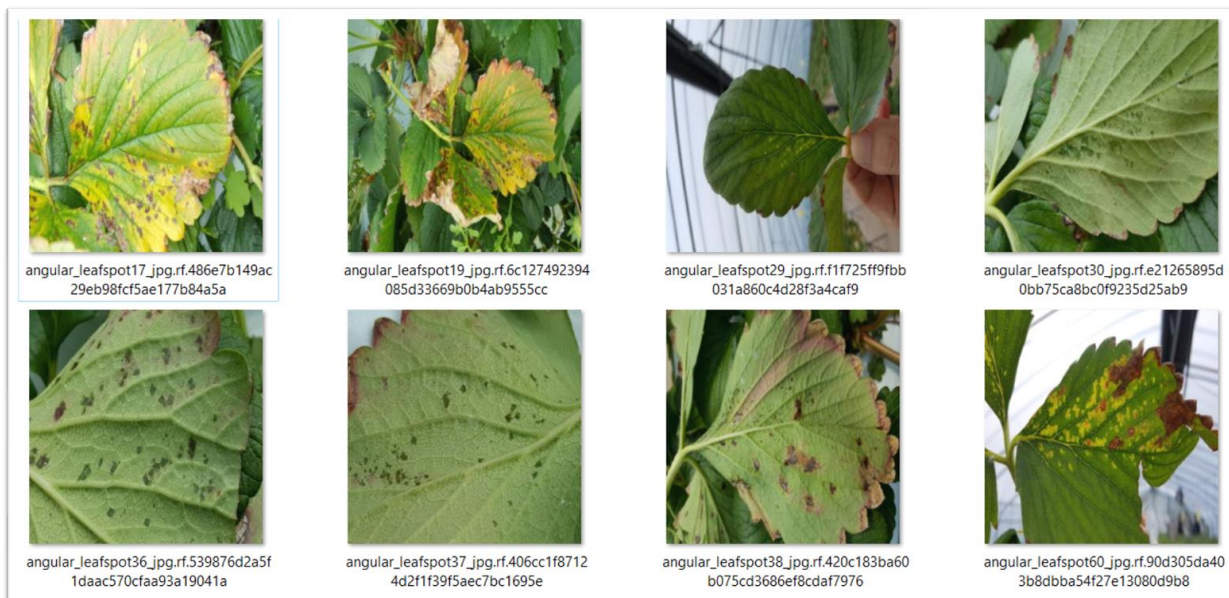 angular_leafspot17_jpg.rf.486e7b149ac
29eb98fcf5ae177b84a5a
angular_leafspot19_jpg.rf.6c127492394
085d33669b0b4ab9555cc
angular_leafspot29_jpg.rf.f1f725ff9fbb
031a860c4d28f3a4caf9
angular_leafspot30_jpg.rf.e21265895d
0bb75ca8bc0f9235d25ab9
angular_leafspot36_jpg.rf.539876d2a5f
1daac570cfaa93a19041a
angular_leafspot37_jpg.rf.406cc1f8712
4d2f1f39f5aec7bc1695e
angular_leafspot38_jpg.rf.420c183ba60
b075cd3686ef8cdaf7976
angular_leafspot60_jpg.rf.90d305da40
3b8dbba54f27e13080d9b8